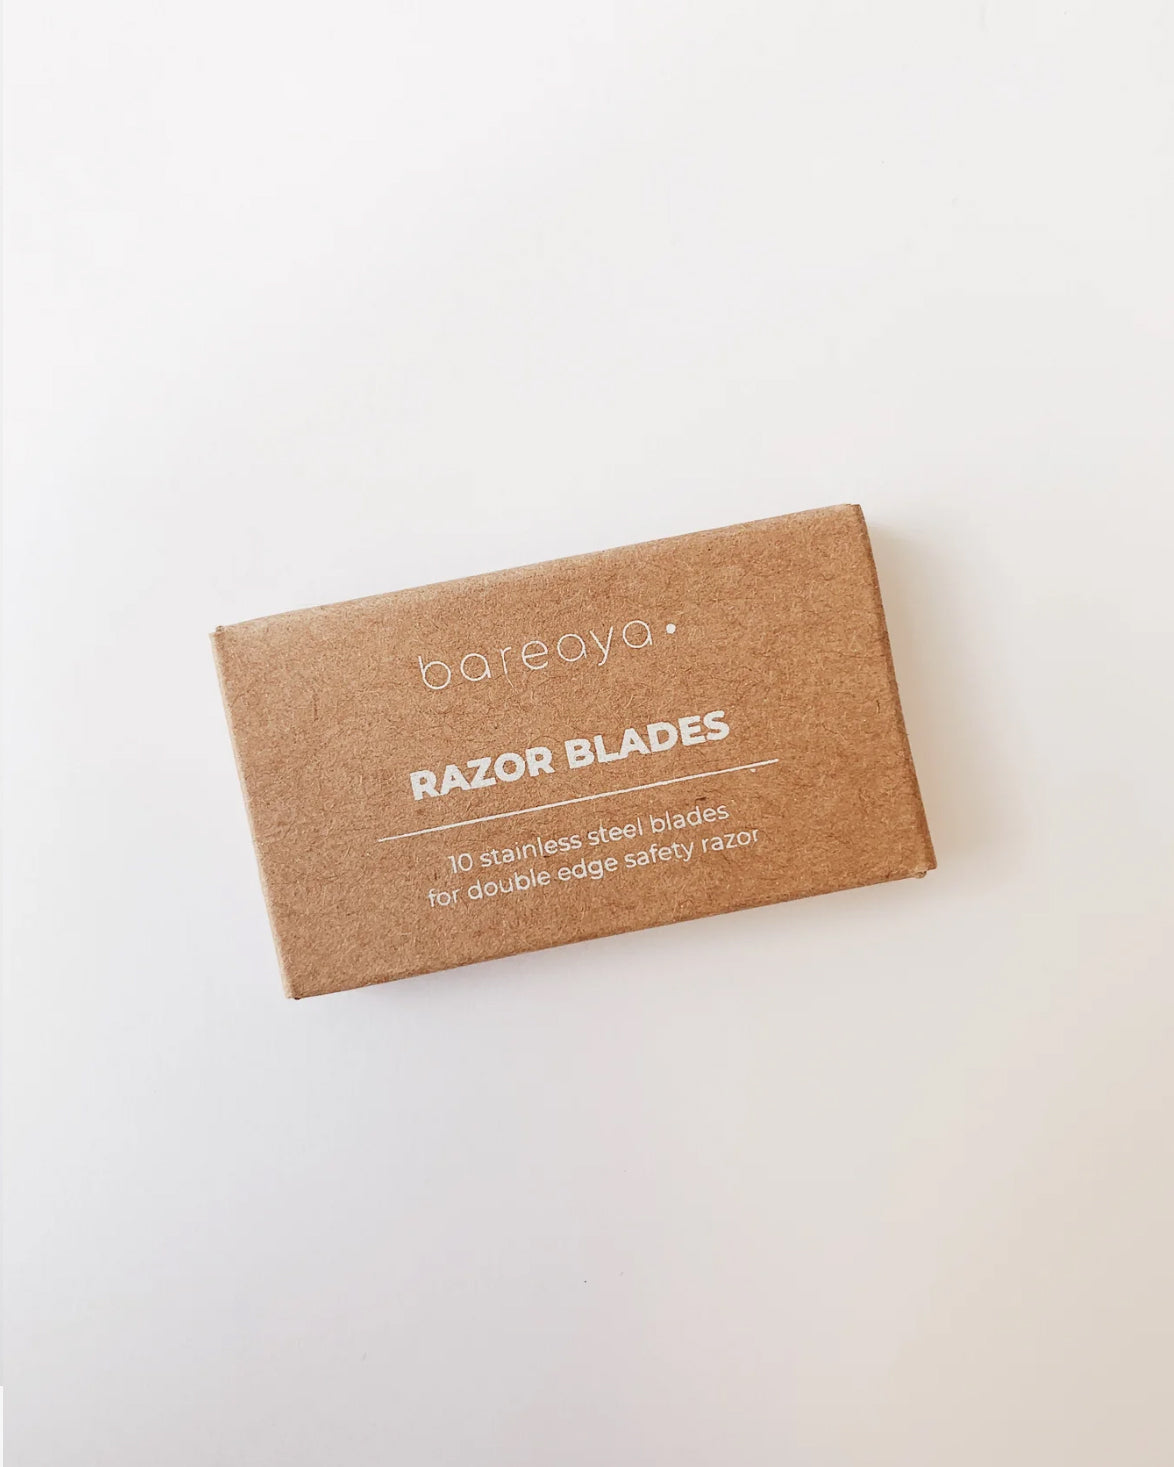 bareaya
RAZOR BLADES
10 stainless steel blades
for double edge safety razor